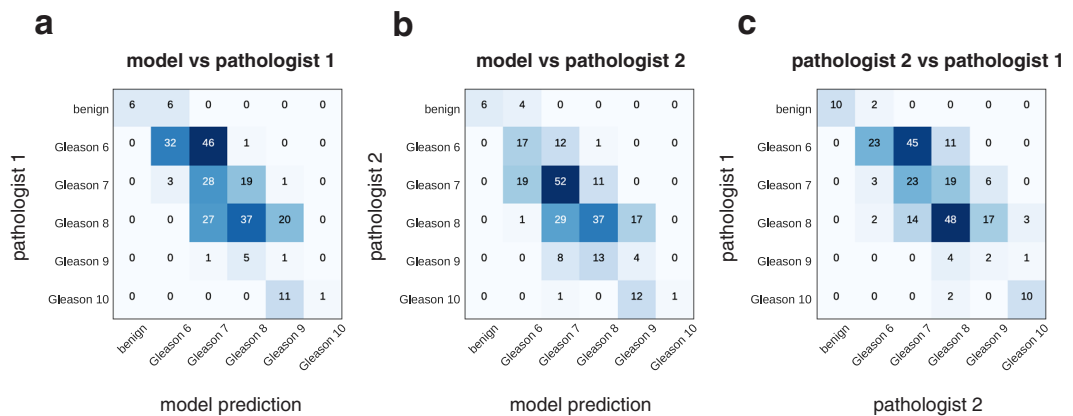 a
model vs pathologist 1
pathologist 1
benign 6 6 0 0 0 0
Gleason 6 0 32 46 1 0 0
Gleason 7 0 3 28 19 1 0
Gleason 8 0 0 27 37 20 0
Gleason 9 0 0 1 5 1 0
Gleason 10 0 0 0 0 11 1
benign Gleason 6 Gleason 7 Gleason 8 Gleason 9 Gleason 10
model prediction
b
model vs pathologist 2
pathologist 2
benign 6 4 0 0 0 0
Gleason 6 0 17 12 1 0 0
Gleason 7 0 19 52 11 0 0
Gleason 8 0 1 29 37 17 0
Gleason 9 0 0 8 13 4 0
Gleason 10 0 0 1 0 12 1
benign Gleason 6 Gleason 7 Gleason 8 Gleason 9 Gleason 10
model prediction
c
pathologist 2 vs pathologist 1
pathologist 1
benign 10 2 0 0 0 0
Gleason 6 0 23 45 11 0 0
Gleason 7 0 3 23 19 6 0
Gleason 8 0 2 14 48 17 3
Gleason 9 0 0 0 4 2 1
Gleason 10 0 0 0 2 0 10
benign Gleason 6 Gleason 7 Gleason 8 Gleason 9 Gleason 10
pathologist 2